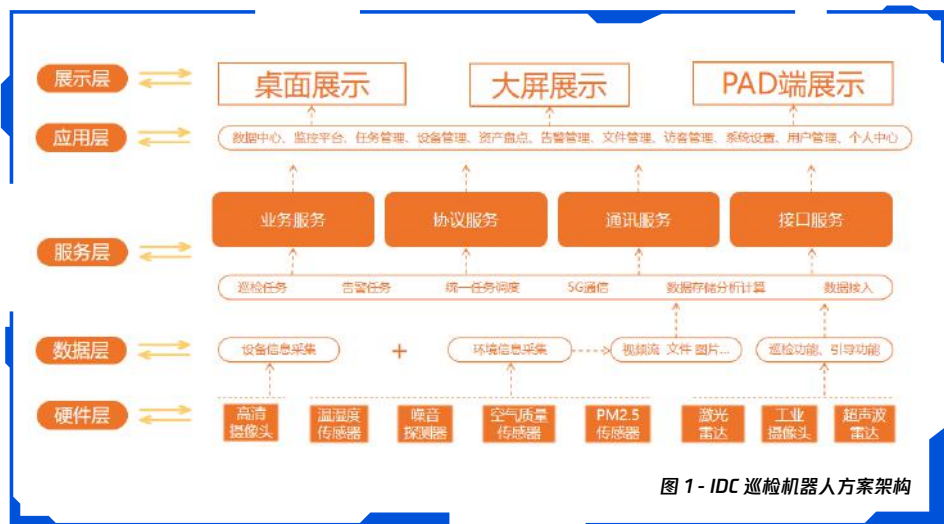 展示层
桌面展示
大屏展示
PAD端展示
应用层
数据中心、监控平台、任务管理、设备管理、资产盘点、告警管理、文件管理、访客管理、系统设置、用户管理、个人中心
服务层
业务服务
协议服务
通讯服务
接口服务
巡检任务
告警任务
统一任务调度
5G通信
数据存储分析计算
数据接入
数据层
设备信息采集
+
环境信息采集
视频流 文件 图片...
巡检功能、引导功能
硬件层
高清
摄像头
温湿度
传感器
噪音
探测器
空气质量
传感器
PM2.5
传感器
激光
雷达
工业
摄像头
超声波
雷达
图 1 - IDC 巡检机器人方案架构